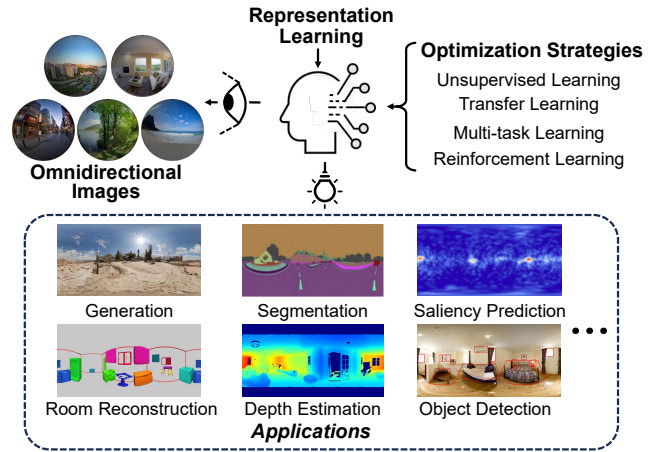 Representation
Learning
Optimization Strategies
Unsupervised Learning
Transfer Learning
Multi-task Learning
Reinforcement Learning
Omnidirectional
Images
Generation
Segmentation
Saliency Prediction
Room Reconstruction
Depth Estimation
Object Detection
Applications